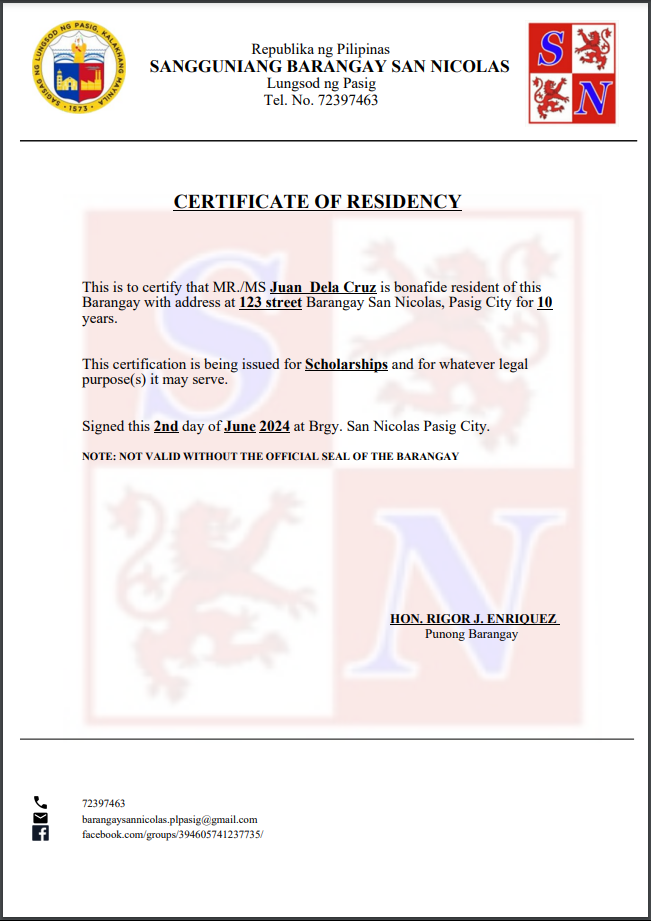 SAGISAG NG LUNGSOD NG PASIG, KALAKHANG MAYNILA
1573
Republika ng Pilipinas
SANGGUNIANG BARANGAY SAN NICOLAS
Lungsod ng Pasig
Tel. No. 72397463
S
N
CERTIFICATE OF RESIDENCY
This is to certify that MR./MS Juan  Dela Cruz is bonafide resident of this
Barangay with address at 123 street Barangay San Nicolas, Pasig City for 10
years.
This certification is being issued for Scholarships and for whatever legal
purpose(s) it may serve.
Signed this 2nd day of June 2024 at Brgy. San Nicolas Pasig City.
NOTE: NOT VALID WITHOUT THE OFFICIAL SEAL OF THE BARANGAY
S
N
HON. RIGOR J. ENRIQUEZ
Punong Barangay
72397463
barangaysannicolas.plpasig@gmail.com
facebook.com/groups/394605741237735/